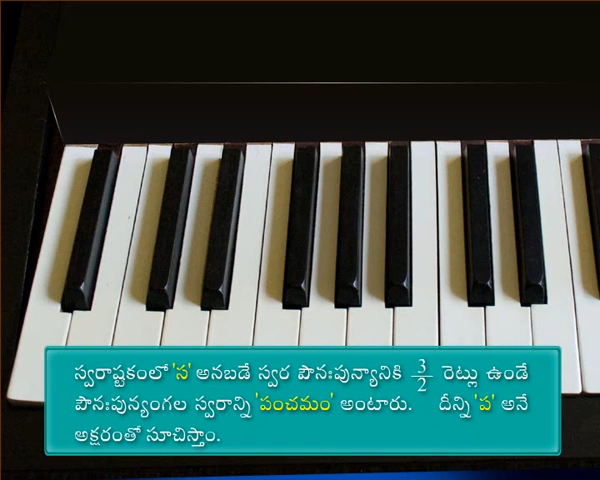 స్వరాష్టకంలో 'స' అనబడే స్వర పౌనఃపున్యానికి 3/2 రెట్లు ఉండే
పౌనఃపున్యంగల స్వరాన్ని 'పంచమం' అంటారు. దీన్ని 'ప' అనే
అక్షరంతో సూచిస్తాం.